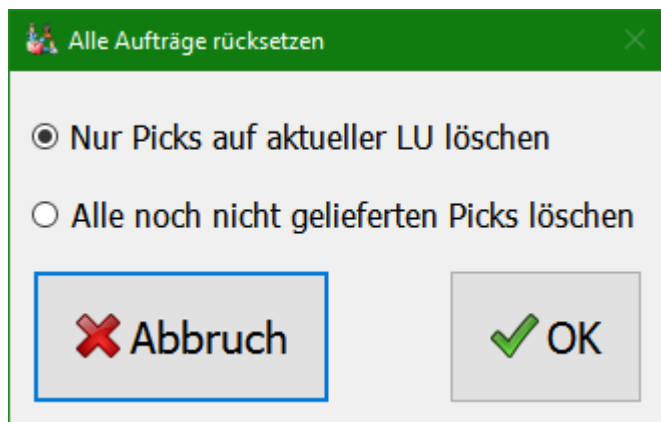 Alle Aufträge rücksetzen
Nur Picks auf aktueller LU löschen
Alle noch nicht gelieferten Picks löschen
Abbruch
OK